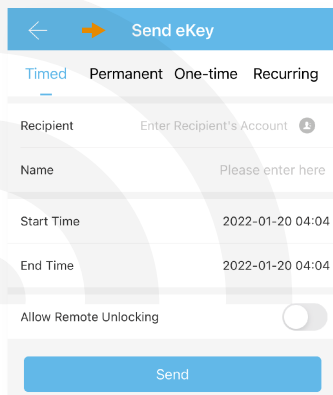 Send eKey
Timed Permanent One-time Recurring
Recipient Enter Recipient's Account
Name Please enter here
Start Time 2022-01-20 04:04
End Time 2022-01-20 04:04
Allow Remote Unlocking
Send